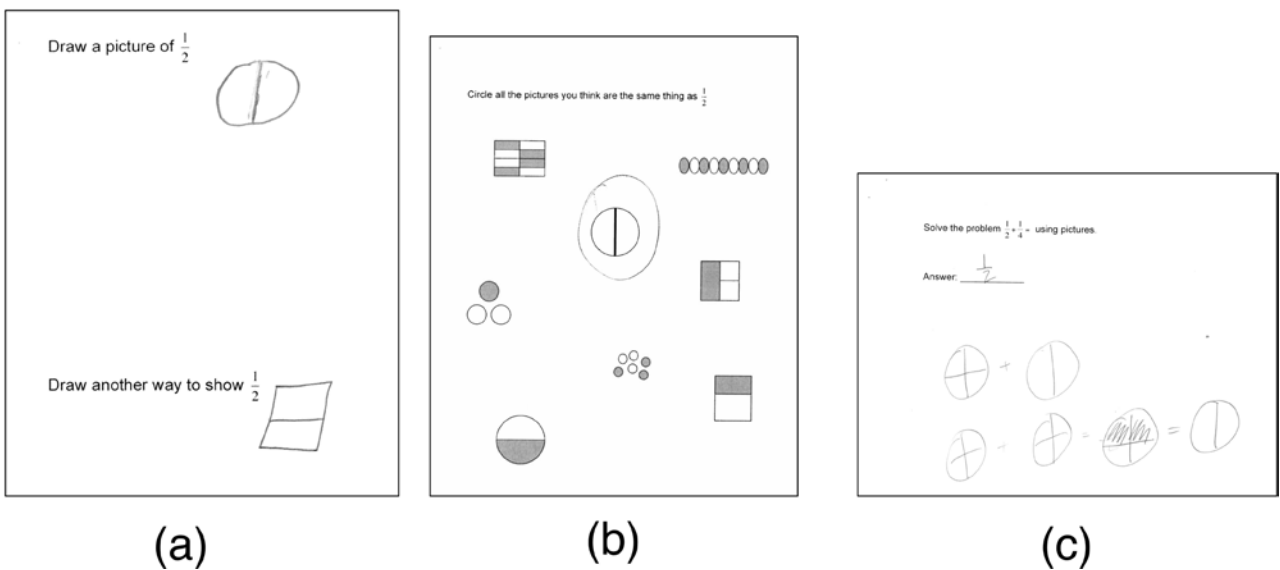 Draw a picture of 1/2
Draw another way to show 1/2
(a)
Circle all the pictures you think are the same thing as 1/2
(b)
Solve the problem 1/2 + 1/4 = using pictures.
Answer: 1/2
+
+ = =
(c)